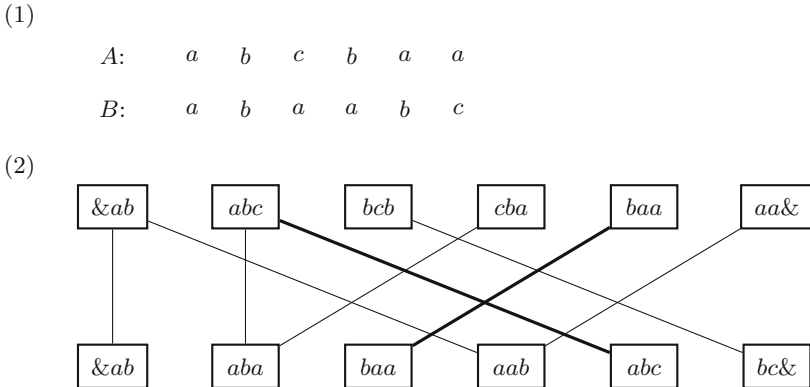 (1)
A: a b c b a a
B: a b a a b c
(2)
&ab abc bcb cba baa aa&
&ab aba baa aab abc bc&